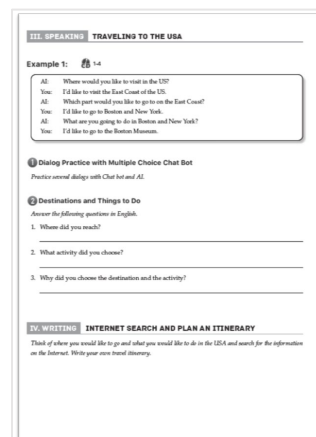 III. SPEAKING TRAVELING TO THE USA
Example 1: 1-4
AI: Where would you like to visit in the US?
You: I'd like to visit the East Coast of the US.
AI: Which part would you like to go to on the East Coast?
You: I'd like to go to Boston and New York.
AI: What are you going to do in Boston and New York?
You: I'd like to go to the Boston Museum.
1 Dialog Practice with Multiple Choice Chat Bot
Practice several dialogs with Chat bot and AI.
2 Destinations and Things to Do
Answer the following questions in English.
1. Where did you reach?
2. What activity did you choose?
3. Why did you choose the destination and the activity?
IV. WRITING INTERNET SEARCH AND PLAN AN ITINERARY
Think of where you would like to go and what you would like to do in the USA and search for the information
on the Internet. Write your own travel itinerary.